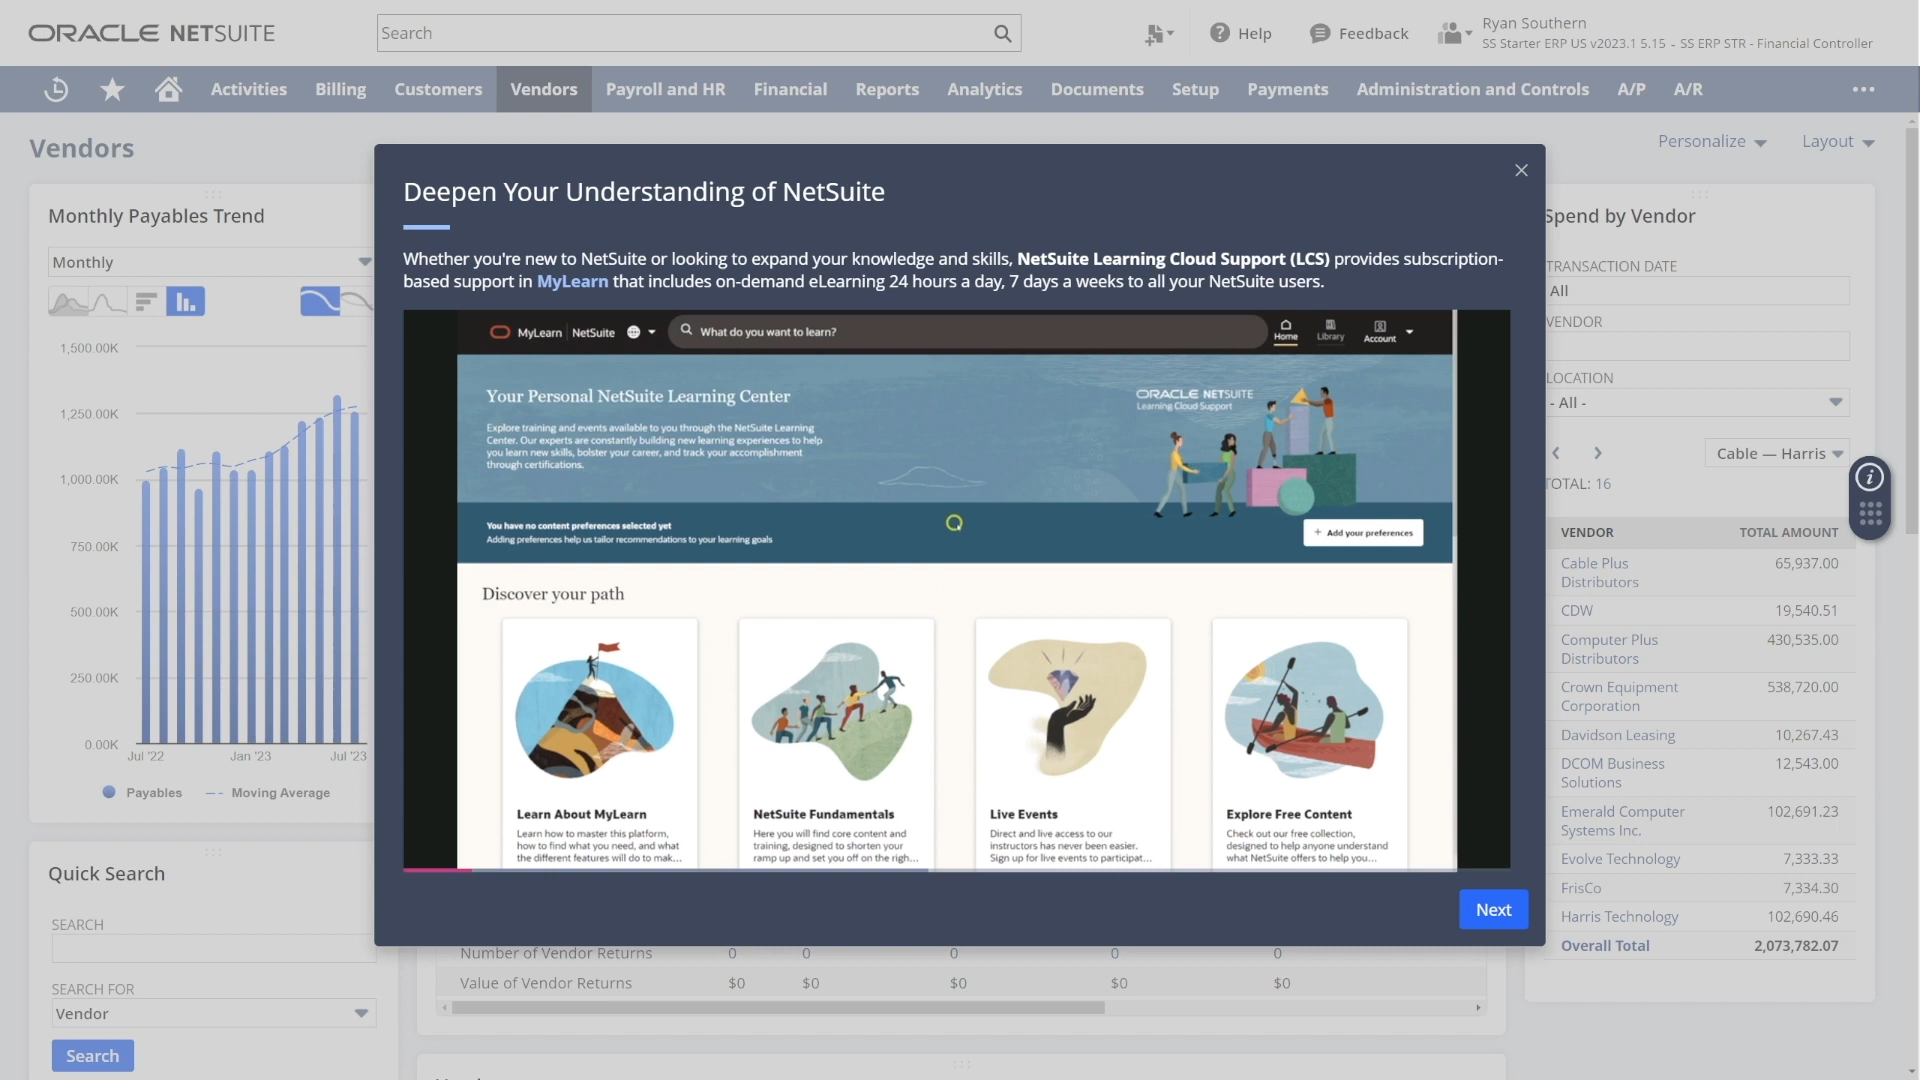 ORACLE NETSUITE
Search
Help
Feedback
Ryan Southern
SS Starter ERP US v2023.1 5.15 - SS ERP STR - Financial Controller
Activities Billing Customers Vendors Payroll and HR Financial Reports Analytics Documents Setup Payments Administration and Controls A/P A/R
Vendors
Personalize
Layout
Monthly Payables Trend
Monthly
1,500.00K
1,250.00K
1,000.00K
750.00K
500.00K
250.00K
0.00K
Jul '22 Jan '23 Jul '23
Payables Moving Average
Quick Search
SEARCH
SEARCH FOR
Vendor
Search
Deepen Your Understanding of NetSuite
Whether you're new to NetSuite or looking to expand your knowledge and skills, NetSuite Learning Cloud Support (LCS) provides subscription-
based support in MyLearn that includes on-demand eLearning 24 hours a day, 7 days a weeks to all your NetSuite users.
MyLearn NetSuite
What do you want to learn?
Home
Library
Account
Your Personal NetSuite Learning Center
Explore training and events available to you through the NetSuite Learning
Center. Our experts are constantly building new learning experiences to help
you learn new skills, bolster your career, and track your accomplishment
through certifications.
ORACLE NETSUITE
Learning Cloud Support
You have no content preferences selected yet
Adding preferences help us tailor recommendations to your learning goals
+ Add your preferences
Discover your path
Learn About MyLearn
Learn how to master this platform,
how to find what you need, and what
the different features will do to mak...
NetSuite Fundamentals
Here you will find core content and
training, designed to shorten your
ramp up and set you off on the righ...
Live Events
Direct and live access to our
instructors has never been easier.
Sign up for live events to participat...
Explore Free Content
Check out our free collection,
designed to help anyone understand
what NetSuite offers to help you...
Next
Number of Vendor Returns 0 0 0 0 0
Value of Vendor Returns $0 $0 $0 $0 $0
Spend by Vendor
TRANSACTION DATE
All
VENDOR
LOCATION
- All -
Cable — Harris
TOTAL: 16
VENDOR TOTAL AMOUNT
Cable Plus
Distributors
65,937.00
CDW 19,540.51
Computer Plus
Distributors
430,535.00
Crown Equipment
Corporation
538,720.00
Davidson Leasing 10,267.43
DCOM Business
Solutions
12,543.00
Emerald Computer
Systems Inc.
102,691.23
Evolve Technology 7,333.33
FrisCo 7,334.30
Harris Technology 102,690.46
Overall Total 2,073,782.07